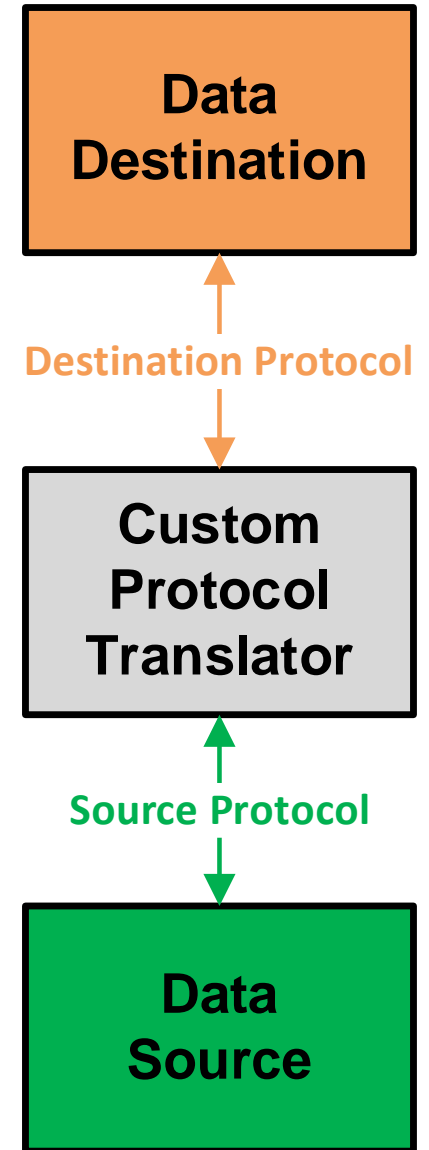 Data
Destination
Destination Protocol
Custom
Protocol
Translator
Source Protocol
Data
Source